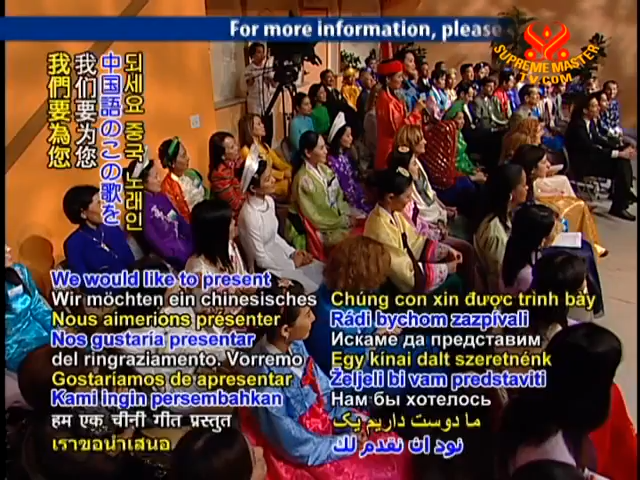 For more information, please
SUPREME MASTER
TV.COM
我們要為您
我们要为您
中国語のこの歌を
되세요 중국 노래인
We would like to present
Wir möchten ein chinesisches
Nous aimerions présenter
Nos gustaría presentar
del ringraziamento. Vorremo
Gostaríamos de apresentar
Kami ingin persembahkan
हम एक चीनी गीत प्रस्तुत
เราขอนำเสนอ
Chúng con xin được trình bày
Rádi bychom zazpívali
Искаме да представим
Egy kínai dalt szeretnénk
Željeli bi vam predstaviti
Нам бы хотелось
ما دوست داریم یک
نود ان نقدم لك